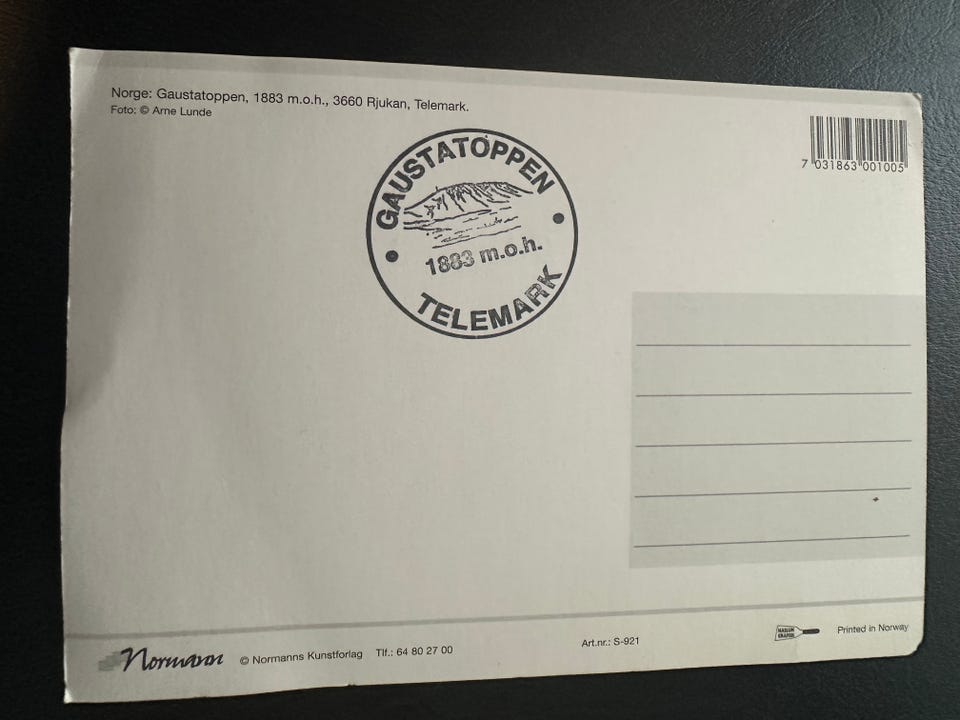 Norge: Gaustatoppen, 1883 m.o.h., 3660 Rjukan, Telemark.
Foto: © Arne Lunde
7 031863 001005
GAUSTATOPPEN
1883 m.o.h.
TELEMARK
Normann
© Normanns Kunstforlag Tlf.: 64 80 27 00
Art.nr.: S-921
Printed in Norway